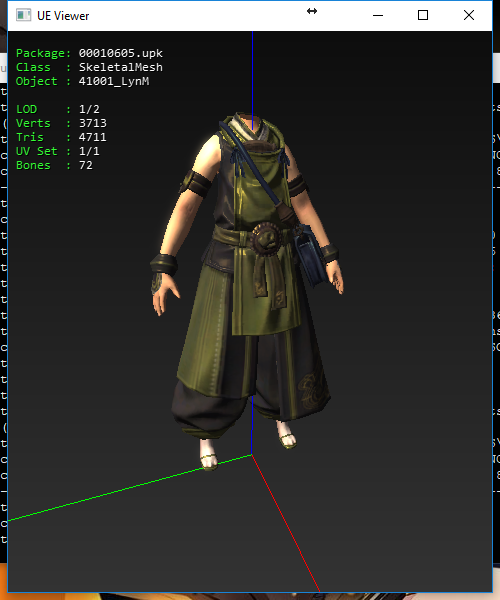 UE Viewer
Package: 00010605.upk
Class : SkeletalMesh
Object : 41001_LynM
LOD : 1/2
Verts : 3713
Tris : 4711
UV Set : 1/1
Bones : 72